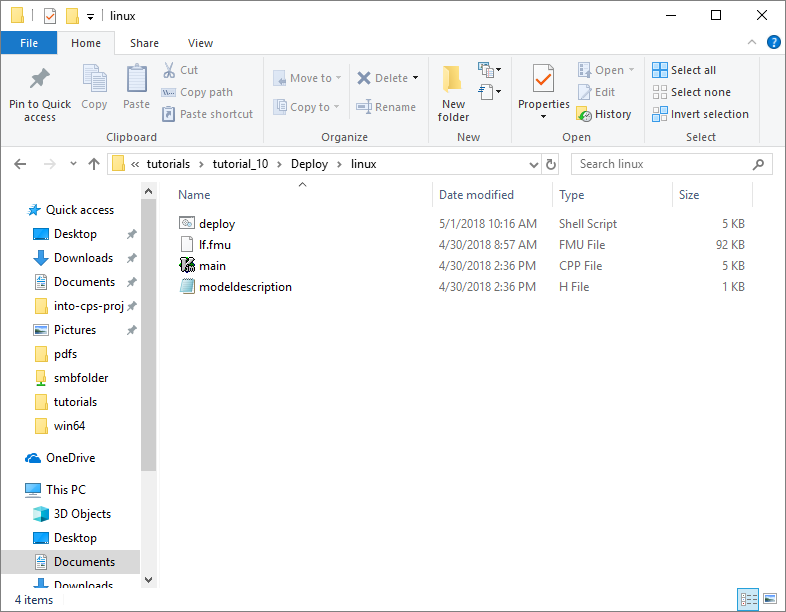 linux
File Home Share View
Pin to Quick access
Copy
Paste
Cut
Copy path
Paste shortcut
Clipboard
Move to
Copy to
Delete
Rename
Organize
New folder
New
Properties
Open
Edit
History
Open
Select all
Select none
Invert selection
Select
« tutorials › tutorial_10 › Deploy › linux
Search linux
Quick access
Desktop
Downloads
Documents
into-cps-proj
Pictures
pdfs
smbfolder
tutorials
win64
OneDrive
This PC
3D Objects
Desktop
Documents
Downloads
Name Date modified Type Size
deploy 5/1/2018 10:16 AM Shell Script 5 KB
lf.fmu 4/30/2018 8:57 AM FMU File 92 KB
main 4/30/2018 2:36 PM CPP File 5 KB
modeldescription 4/30/2018 2:36 PM H File 1 KB
4 items